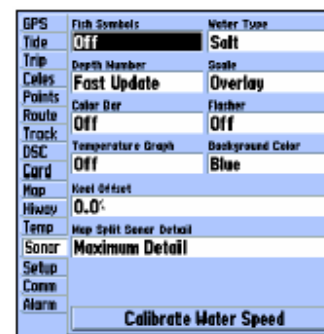 GPS
Tide
Trip
Celes
Points
Route
Track
DSC
Card
Map
Hiway
Temp
Sonar
Setup
Comm
Alarm
Fish Symbols
Water Type
Off
Salt
Depth Number
Scale
Fast Update
Overlay
Color Bar
Flasher
Off
Off
Temperature Graph
Background Color
Off
Blue
Keel Offset
0.0'
Map Split Sonar Detail
Maximum Detail
Calibrate Water Speed